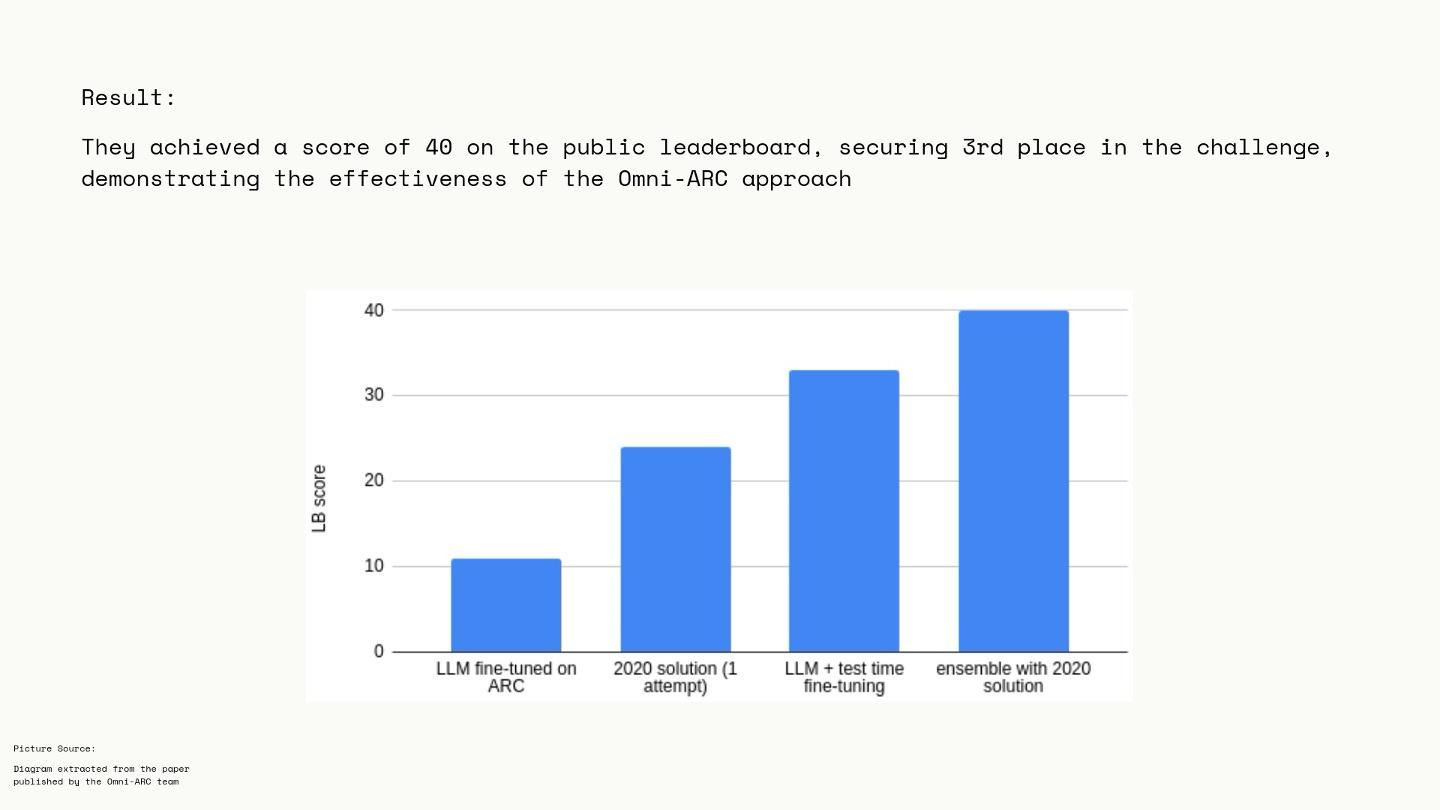 Result:
They achieved a score of 40 on the public leaderboard, securing 3rd place in the challenge,
demonstrating the effectiveness of the Omni-ARC approach
40
30
20
10
0
LB score
LLM fine-tuned on
ARC
2020 solution (1
attempt)
LLM + test time
fine-tuning
ensemble with 2020
solution
Picture Source:
Diagram extracted from the paper
published by the Omni-ARC team